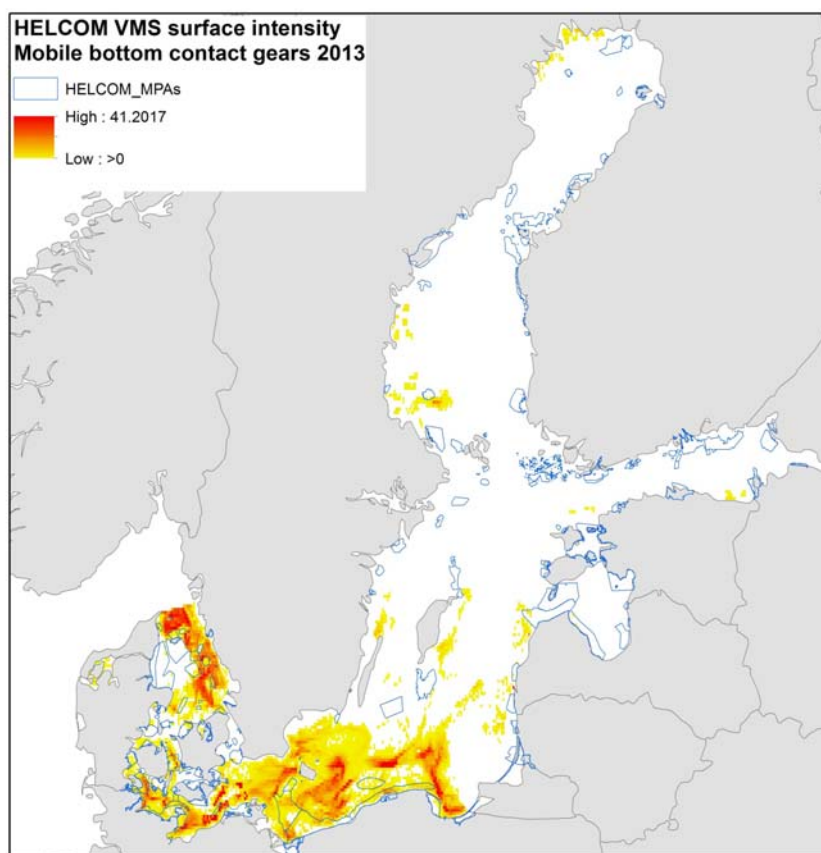 HELCOM VMS surface intensity
Mobile bottom contact gears 2013
HELCOM_MPAs
High : 41.2017
Low : >0